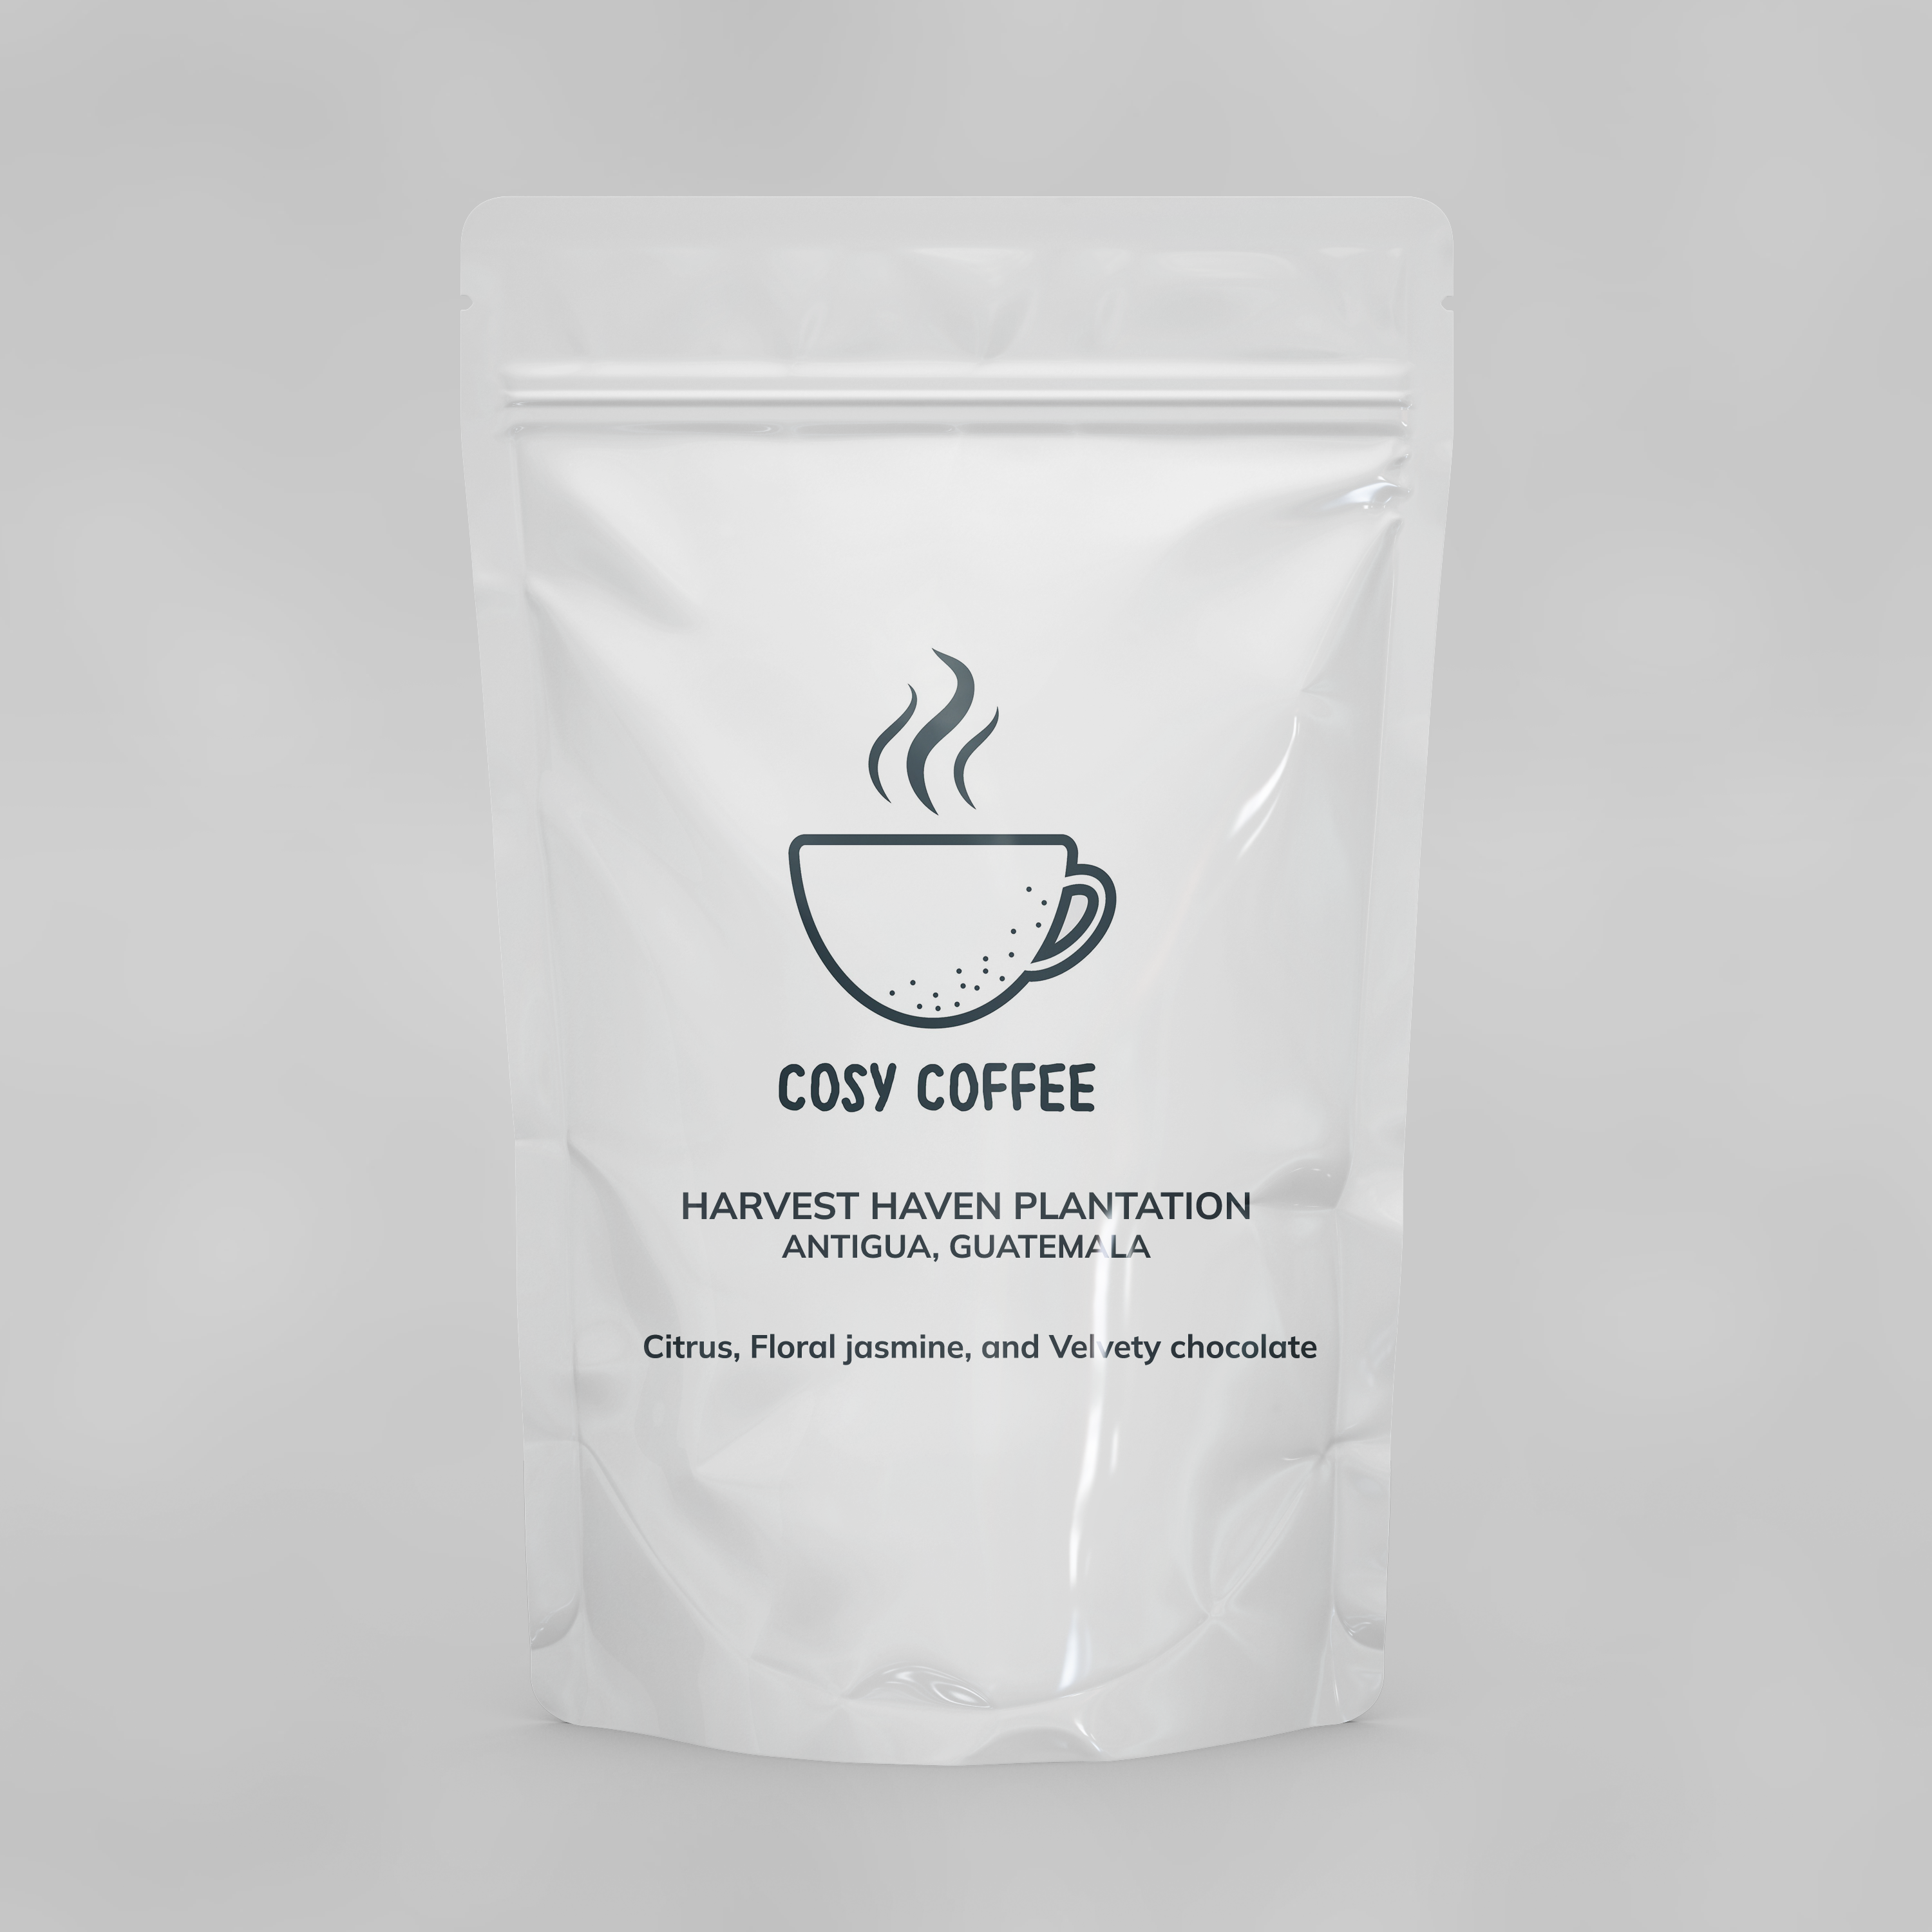 COSY COFFEE
HARVEST HAVEN PLANTATION
ANTIGUA, GUATEMALA
Citrus, Floral jasmine, and Velvety chocolate